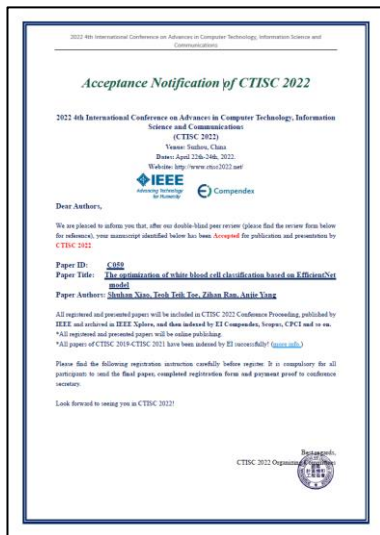 2022 4th International Conference on Advances in Computer Technology, Information Science and
Communications
Acceptance Notification of CTISC 2022
2022 4th International Conference on Advances in Computer Technology, Information
Science and Communications
(CTISC 2022)
Venue: Suzhou, China
Dates: April 22th-24th, 2022
Website: http://www.ctisc2022.net/
IEEE
Advancing Technology
for Humanity
Compendex
Dear Authors,
We are pleased to inform you that, after our double-blind peer review (please find the review form below
for reference), your manuscript identified below has been Accepted for publication and presentation by
CTISC 2022.
Paper ID: C059
Paper Title: The optimization of white blood cell classification based on EfficientNet
model
Paper Authors: Shuhan Xiao, Teoh Teik Toe, Zihan Ran, Anjie Yang
All registered and presented papers will be included in CTISC 2022 Conference Proceeding, published by
IEEE and archived in IEEE Xplore, and then indexed by EI Compendex, Scopus, CPCI and so on.
*All registered and presented papers will be online publishing.
*All papers of CTISC 2019-CTISC 2021 have been indexed by EI successfully! (more info.)
Please find the following registration instruction carefully before register. It is compulsory for all
participants to send the final paper, completed registration form and payment proof to conference
secretary.
Look forward to seeing you in CTISC 2022!
Best regards,
CTISC 2022 Organizing Committee